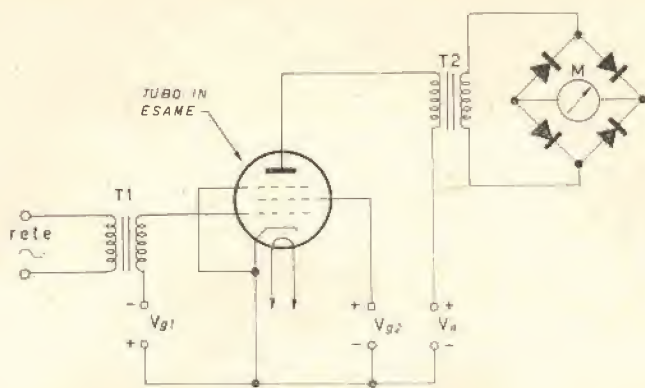 TUBO IN
ESAME
T1
T2
M
rete
~
-
Vg1
+
+
Vg2
-
+
Va
-